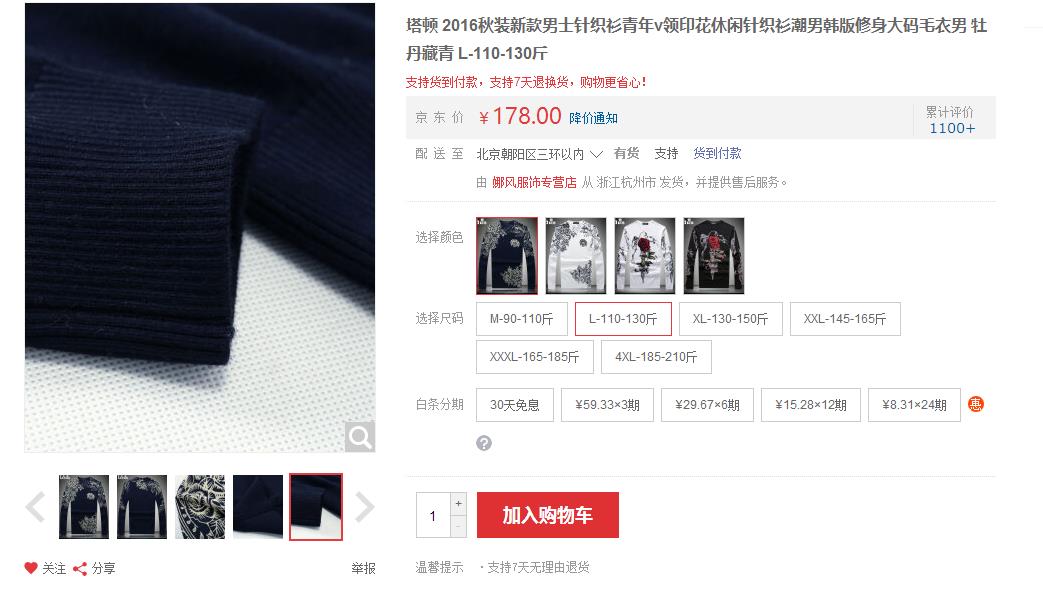 塔顿 2016秋装新款男士针织衫青年v领印花休闲针织衫潮男韩版修身大码毛衣男 牡
丹藏青 L-110-130斤
支持货到付款，支持7天退换货，购物更省心！
京 东 价 ￥178.00 降价通知
累计评价
1100+
配 送 至 北京朝阳区三环以内 有货 支持 货到付款
由 娜风服饰专营店 从 浙江杭州市 发货，并提供售后服务。
选择颜色
选择尺码 M-90-110斤 L-110-130斤 XL-130-150斤 XXL-145-165斤
XXXL-165-185斤 4XL-185-210斤
白条分期 30天免息 ¥59.33×3期 ¥29.67×6期 ¥15.28×12期 ¥8.31×24期 惠
?
1 + - 加入购物车
关注 分享 举报
温馨提示 ·支持7天无理由退货